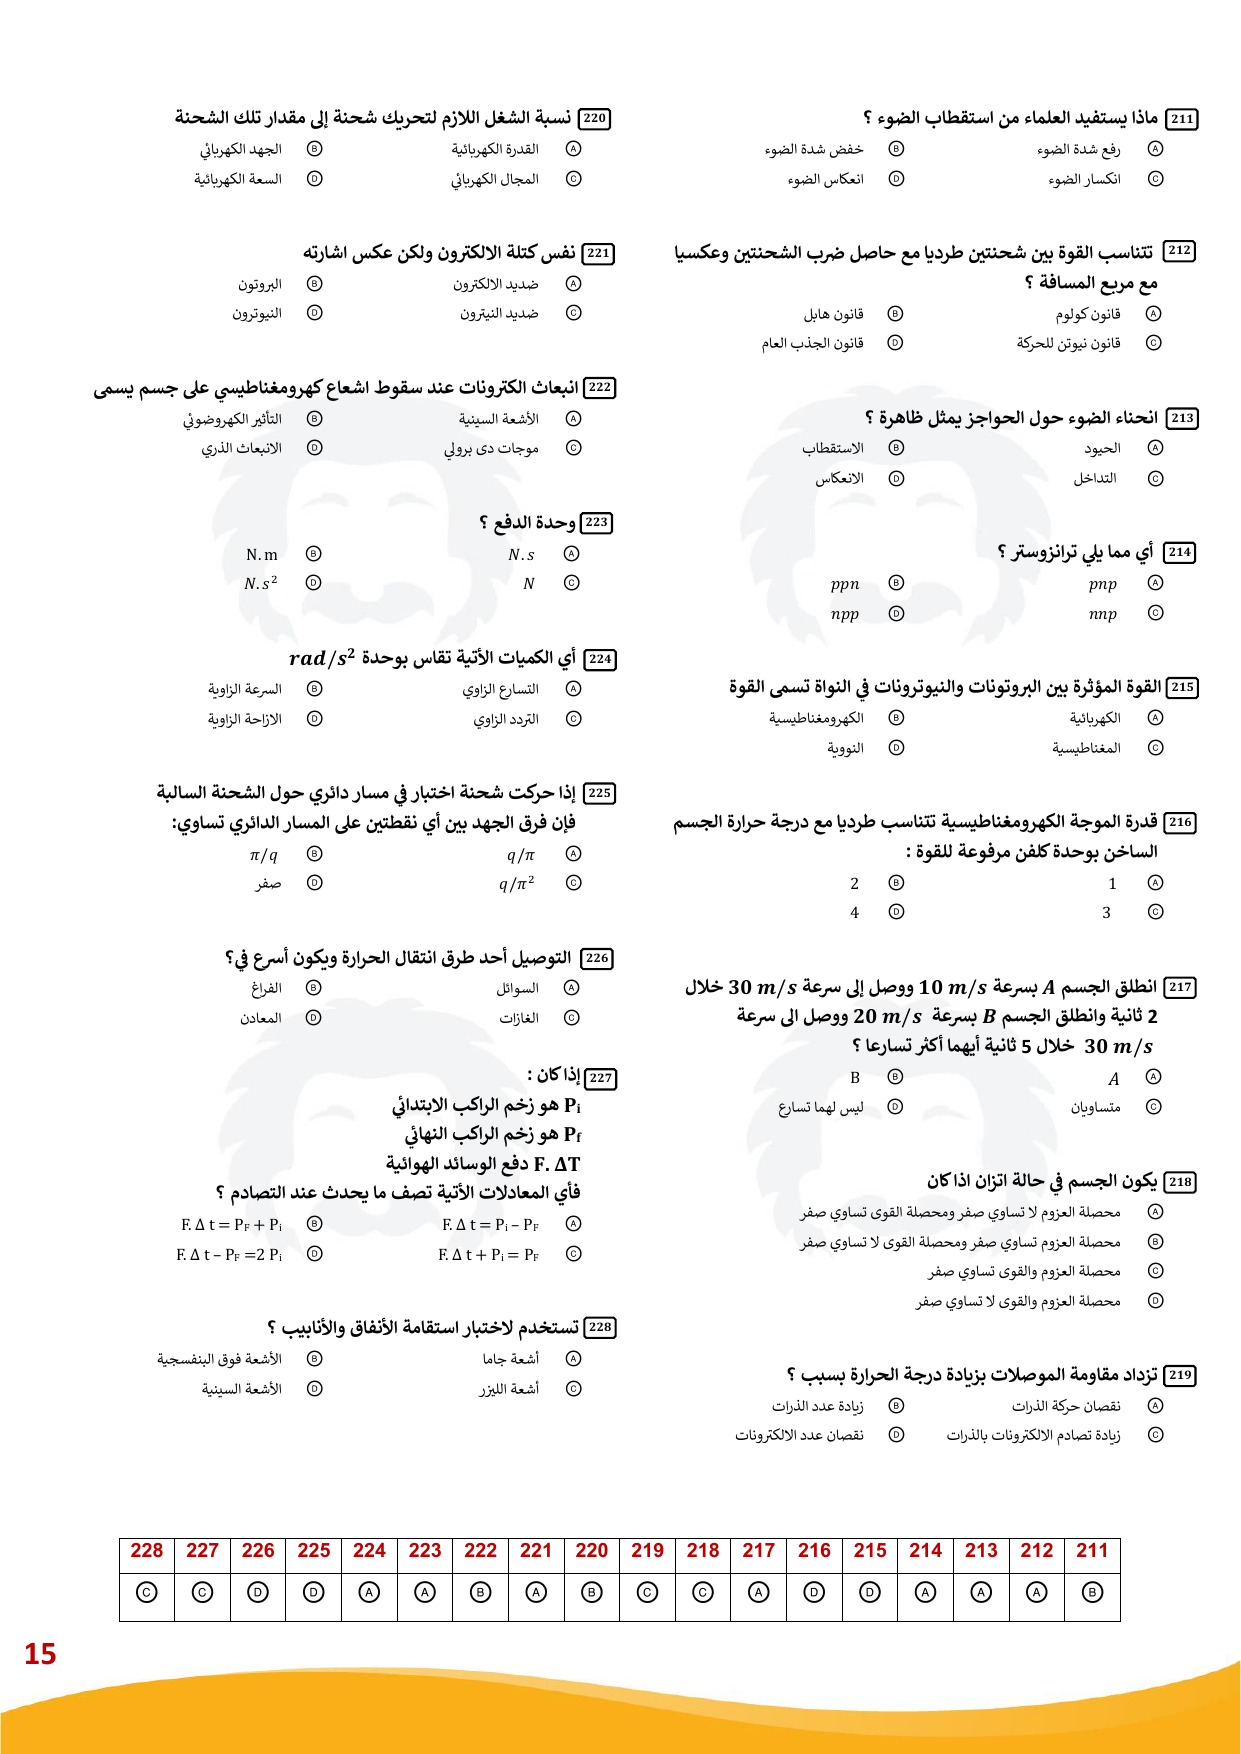 211 ماذا يستفيد العلماء من استقطاب الضوء ؟
A رفع شدة الضوء B خفض شدة الضوء
C انكسار الضوء D انعكاس الضوء
212 تتناسب القوة بين شحنتين طرديا مع حاصل ضرب الشحنتين وعكسيا
مع مربع المسافة ؟
A قانون كولوم B قانون هابل
C قانون نيوتن للحركة D قانون الجذب العام
213 انحناء الضوء حول الحواجز يمثل ظاهرة ؟
A الحيود B الاستقطاب
C التداخل D الانعكاس
214 أي مما يلي ترانزوستر ؟
A pnp B ppn
C nnp D npp
215 القوة المؤثرة بين البروتونات والنيوترونات في النواة تسمى القوة
A الكهربائية B الكهرومغناطيسية
C المغناطيسية D النووية
216 قدرة الموجة الكهرومغناطيسية تتناسب طرديا مع درجة حرارة الجسم
الساخن بوحدة كلفن مرفوعة للقوة :
A 1 B 2
C 3 D 4
217 انطلق الجسم A بسرعة 10 m/s ووصل إلى سرعة 30 m/s خلال
2 ثانية وانطلق الجسم B بسرعة 20 m/s ووصل الى سرعة
30 m/s خلال 5 ثانية أيهما أكثر تسارعا ؟
A A B B
C متساويان D ليس لهما تسارع
218 يكون الجسم في حالة اتزان اذا كان
A محصلة العزوم لا تساوي صفر ومحصلة القوى تساوي صفر
B محصلة العزوم تساوي صفر ومحصلة القوى لا تساوي صفر
C محصلة العزوم والقوى تساوي صفر
D محصلة العزوم والقوى لا تساوي صفر
219 تزداد مقاومة الموصلات بزيادة درجة الحرارة بسبب ؟
A نقصان حركة الذرات B زيادة عدد الذرات
C زيادة تصادم الالكترونات بالذرات D نقصان عدد الالكترونات
220 نسبة الشغل اللازم لتحريك شحنة إلى مقدار تلك الشحنة
A القدرة الكهربائية B الجهد الكهربائي
C المجال الكهربائي D السعة الكهربائية
221 نفس كتلة الالكترون ولكن عكس اشارته
A ضديد الالكترون B البروتون
C ضديد النيترون D النيوترون
222 انبعاث الكترونات عند سقوط اشعاع كهرومغناطيسي على جسم يسمى
A الأشعة السينية B التأثير الكهروضوئي
C موجات دى برولي D الانبعاث الذري
223 وحدة الدفع ؟
A N.s B N.m
C N D N.s²
224 أي الكميات الأتية تقاس بوحدة rad/s²
A التسارع الزاوي B السرعة الزاوية
C التردد الزاوي D الازاحة الزاوية
225 إذا حركت شحنة اختبار في مسار دائري حول الشحنة السالبة
فإن فرق الجهد بين أي نقطتين على المسار الدائري تساوي:
A q/π B π/q
C q/π² D صفر
226 التوصيل أحد طرق انتقال الحرارة ويكون أسرع في؟
A السوائل B الفراغ
C الغازات D المعادن
227 إذا كان :
Pᵢ هو زخم الراكب الابتدائي
P_f هو زخم الراكب النهائي
F. ΔT دفع الوسائد الهوائية
فأي المعادلات الأتية تصف ما يحدث عند التصادم ؟
A F. Δ t = Pᵢ – P_F B F. Δ t = P_F + Pᵢ
C F. Δ t + Pᵢ = P_F D F. Δ t – P_F =2 Pᵢ
228 تستخدم لاختبار استقامة الأنفاق والأنابيب ؟
A أشعة جاما B الأشعة فوق البنفسجية
C أشعة الليزر D الأشعة السينية
228 227 226 225 224 223 222 221 220 219 218 217 216 215 214 213 212 211
C C D D A A B A B C C A D D A A A B
15